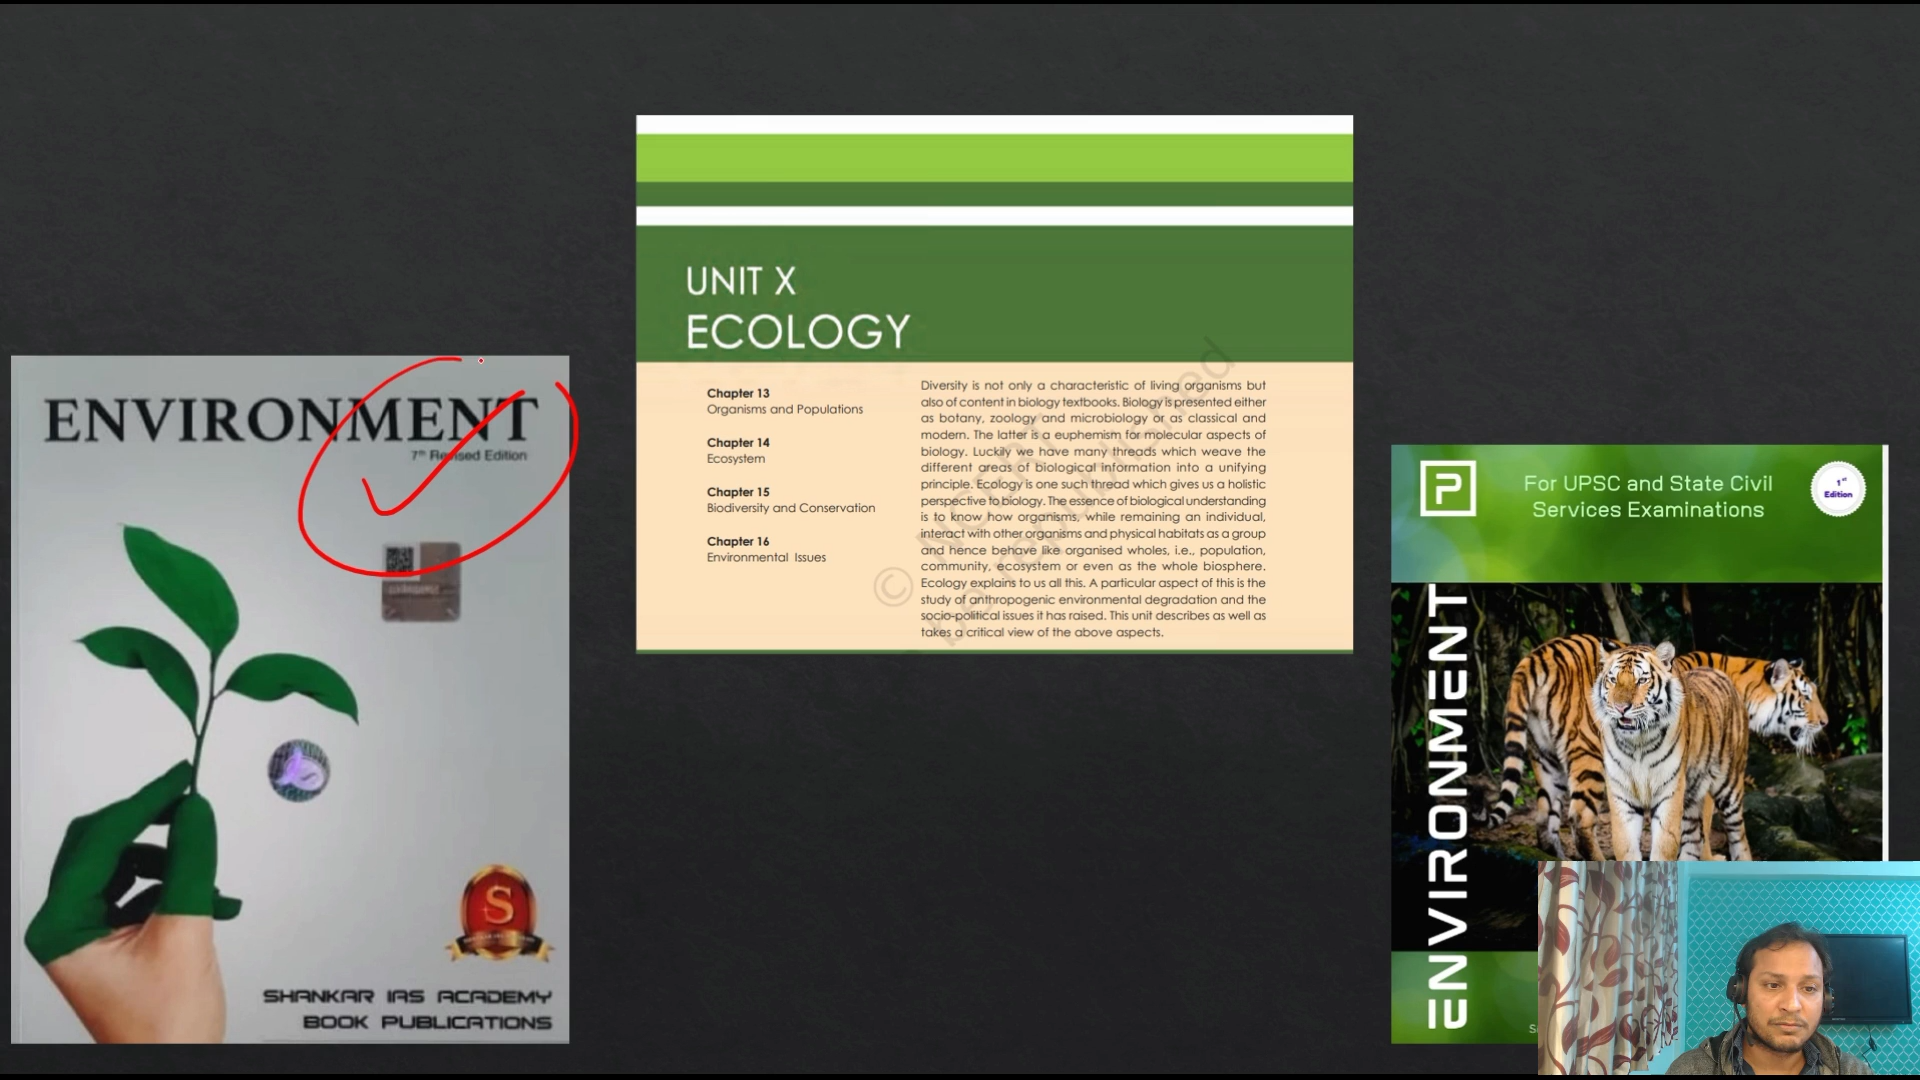 ENVIRONMENT
7th Revised Edition
S
SHANKAR IAS ACADEMY
BOOK PUBLICATIONS
UNIT X
ECOLOGY
Chapter 13
Organisms and Populations
Chapter 14
Ecosystem
Chapter 15
Biodiversity and Conservation
Chapter 16
Environmental Issues
Diversity is not only a characteristic of living organisms but
also of content in biology textbooks. Biology is presented either
as botany, zoology and microbiology or as classical and
modern. The latter is a euphemism for molecular aspects of
biology. Luckily we have many threads which weave the
different areas of biological information into a unifying
principle. Ecology is one such thread which gives us a holistic
perspective to biology. The essence of biological understanding
is to know how organisms, while remaining an individual,
interact with other organisms and physical habitats as a group
and hence behave like organised wholes, i.e., population,
community, ecosystem or even as the whole biosphere.
Ecology explains to us all this. A particular aspect of this is the
study of anthropogenic environmental degradation and the
socio-political issues it has raised. This unit describes as well as
takes a critical view of the above aspects.
© NCERT
be republished
P
For UPSC and State Civil
Services Examinations
1st
Edition
ENVIRONMENT